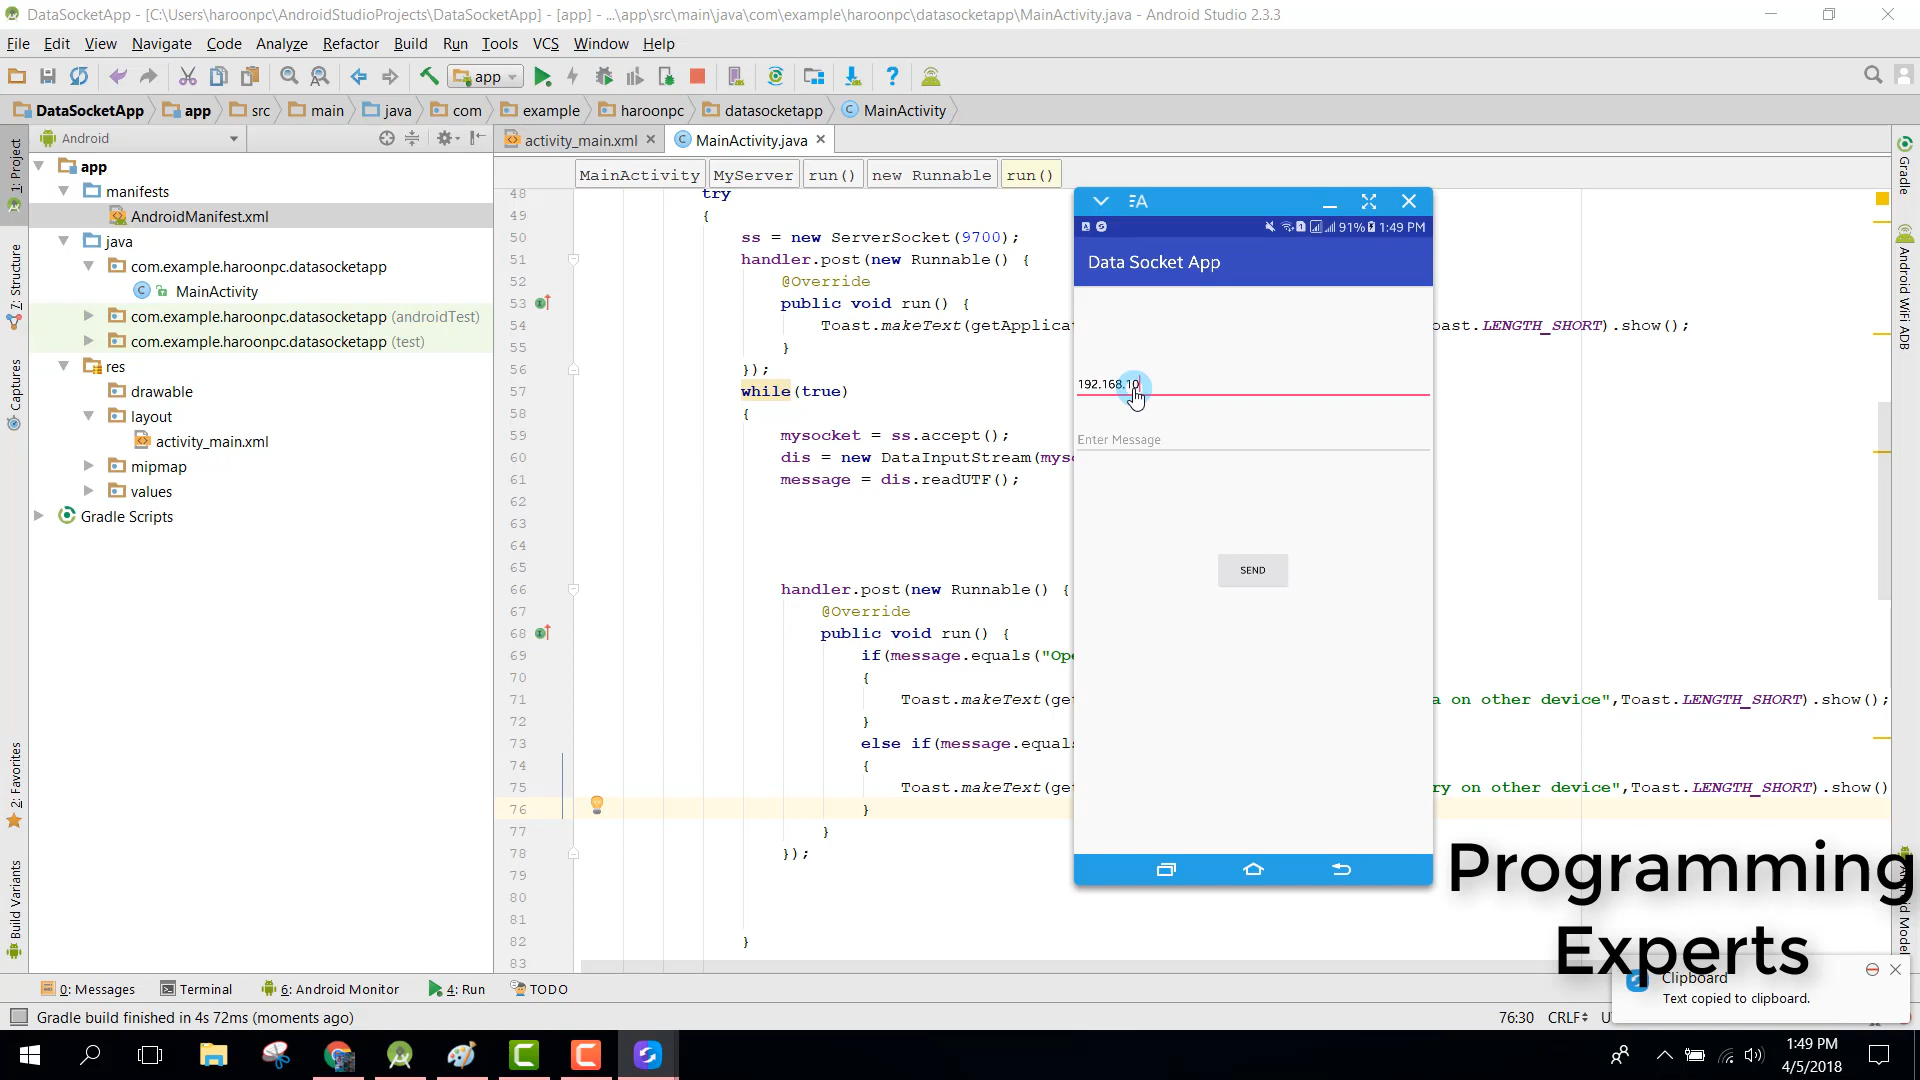 DataSocketApp - [C:\Users\haroonpc\AndroidStudioProjects\DataSocketApp] - [app] - ...\app\src\main\java\com\example\haroonpc\datasocketapp\MainActivity.java - Android Studio 2.3.3
File Edit View Navigate Code Analyze Refactor Build Run Tools VCS Window Help
app
DataSocketApp app src main java com example haroonpc datasocketapp MainActivity
Android
activity_main.xml MainActivity.java
MainActivity MyServer run() new Runnable run()
1: Project
7: Structure
Captures
2: Favorites
Build Variants
app
manifests
AndroidManifest.xml
java
com.example.haroonpc.datasocketapp
MainActivity
com.example.haroonpc.datasocketapp (androidTest)
com.example.haroonpc.datasocketapp (test)
res
drawable
layout
activity_main.xml
mipmap
values
Gradle Scripts
48 try
49 {
50 ss = new ServerSocket(9700);
51 handler.post(new Runnable() {
52 @Override
53 public void run() {
54 Toast.makeText(getApplica oast.LENGTH_SHORT).show();
55 }
56 });
57 while(true)
58 {
59 mysocket = ss.accept();
60 dis = new DataInputStream(myso
61 message = dis.readUTF();
62
63
64
65
66 handler.post(new Runnable() {
67 @Override
68 public void run() {
69 if(message.equals("Ope
70 {
71 Toast.makeText(get a on other device",Toast.LENGTH_SHORT).show();
72 }
73 else if(message.equals
74 {
75 Toast.makeText(get ry on other device",Toast.LENGTH_SHORT).show()
76 }
77 }
78 });
79
80
81
82 }
83
91% 1:49 PM
Data Socket App
192.168.10
Enter Message
SEND
Gradle
Android WiFi ADB
Android Model
Programming
Experts
Clipboard
Text copied to clipboard.
0: Messages Terminal 6: Android Monitor 4: Run TODO
Gradle build finished in 4s 72ms (moments ago)
76:30 CRLF
1:49 PM
4/5/2018